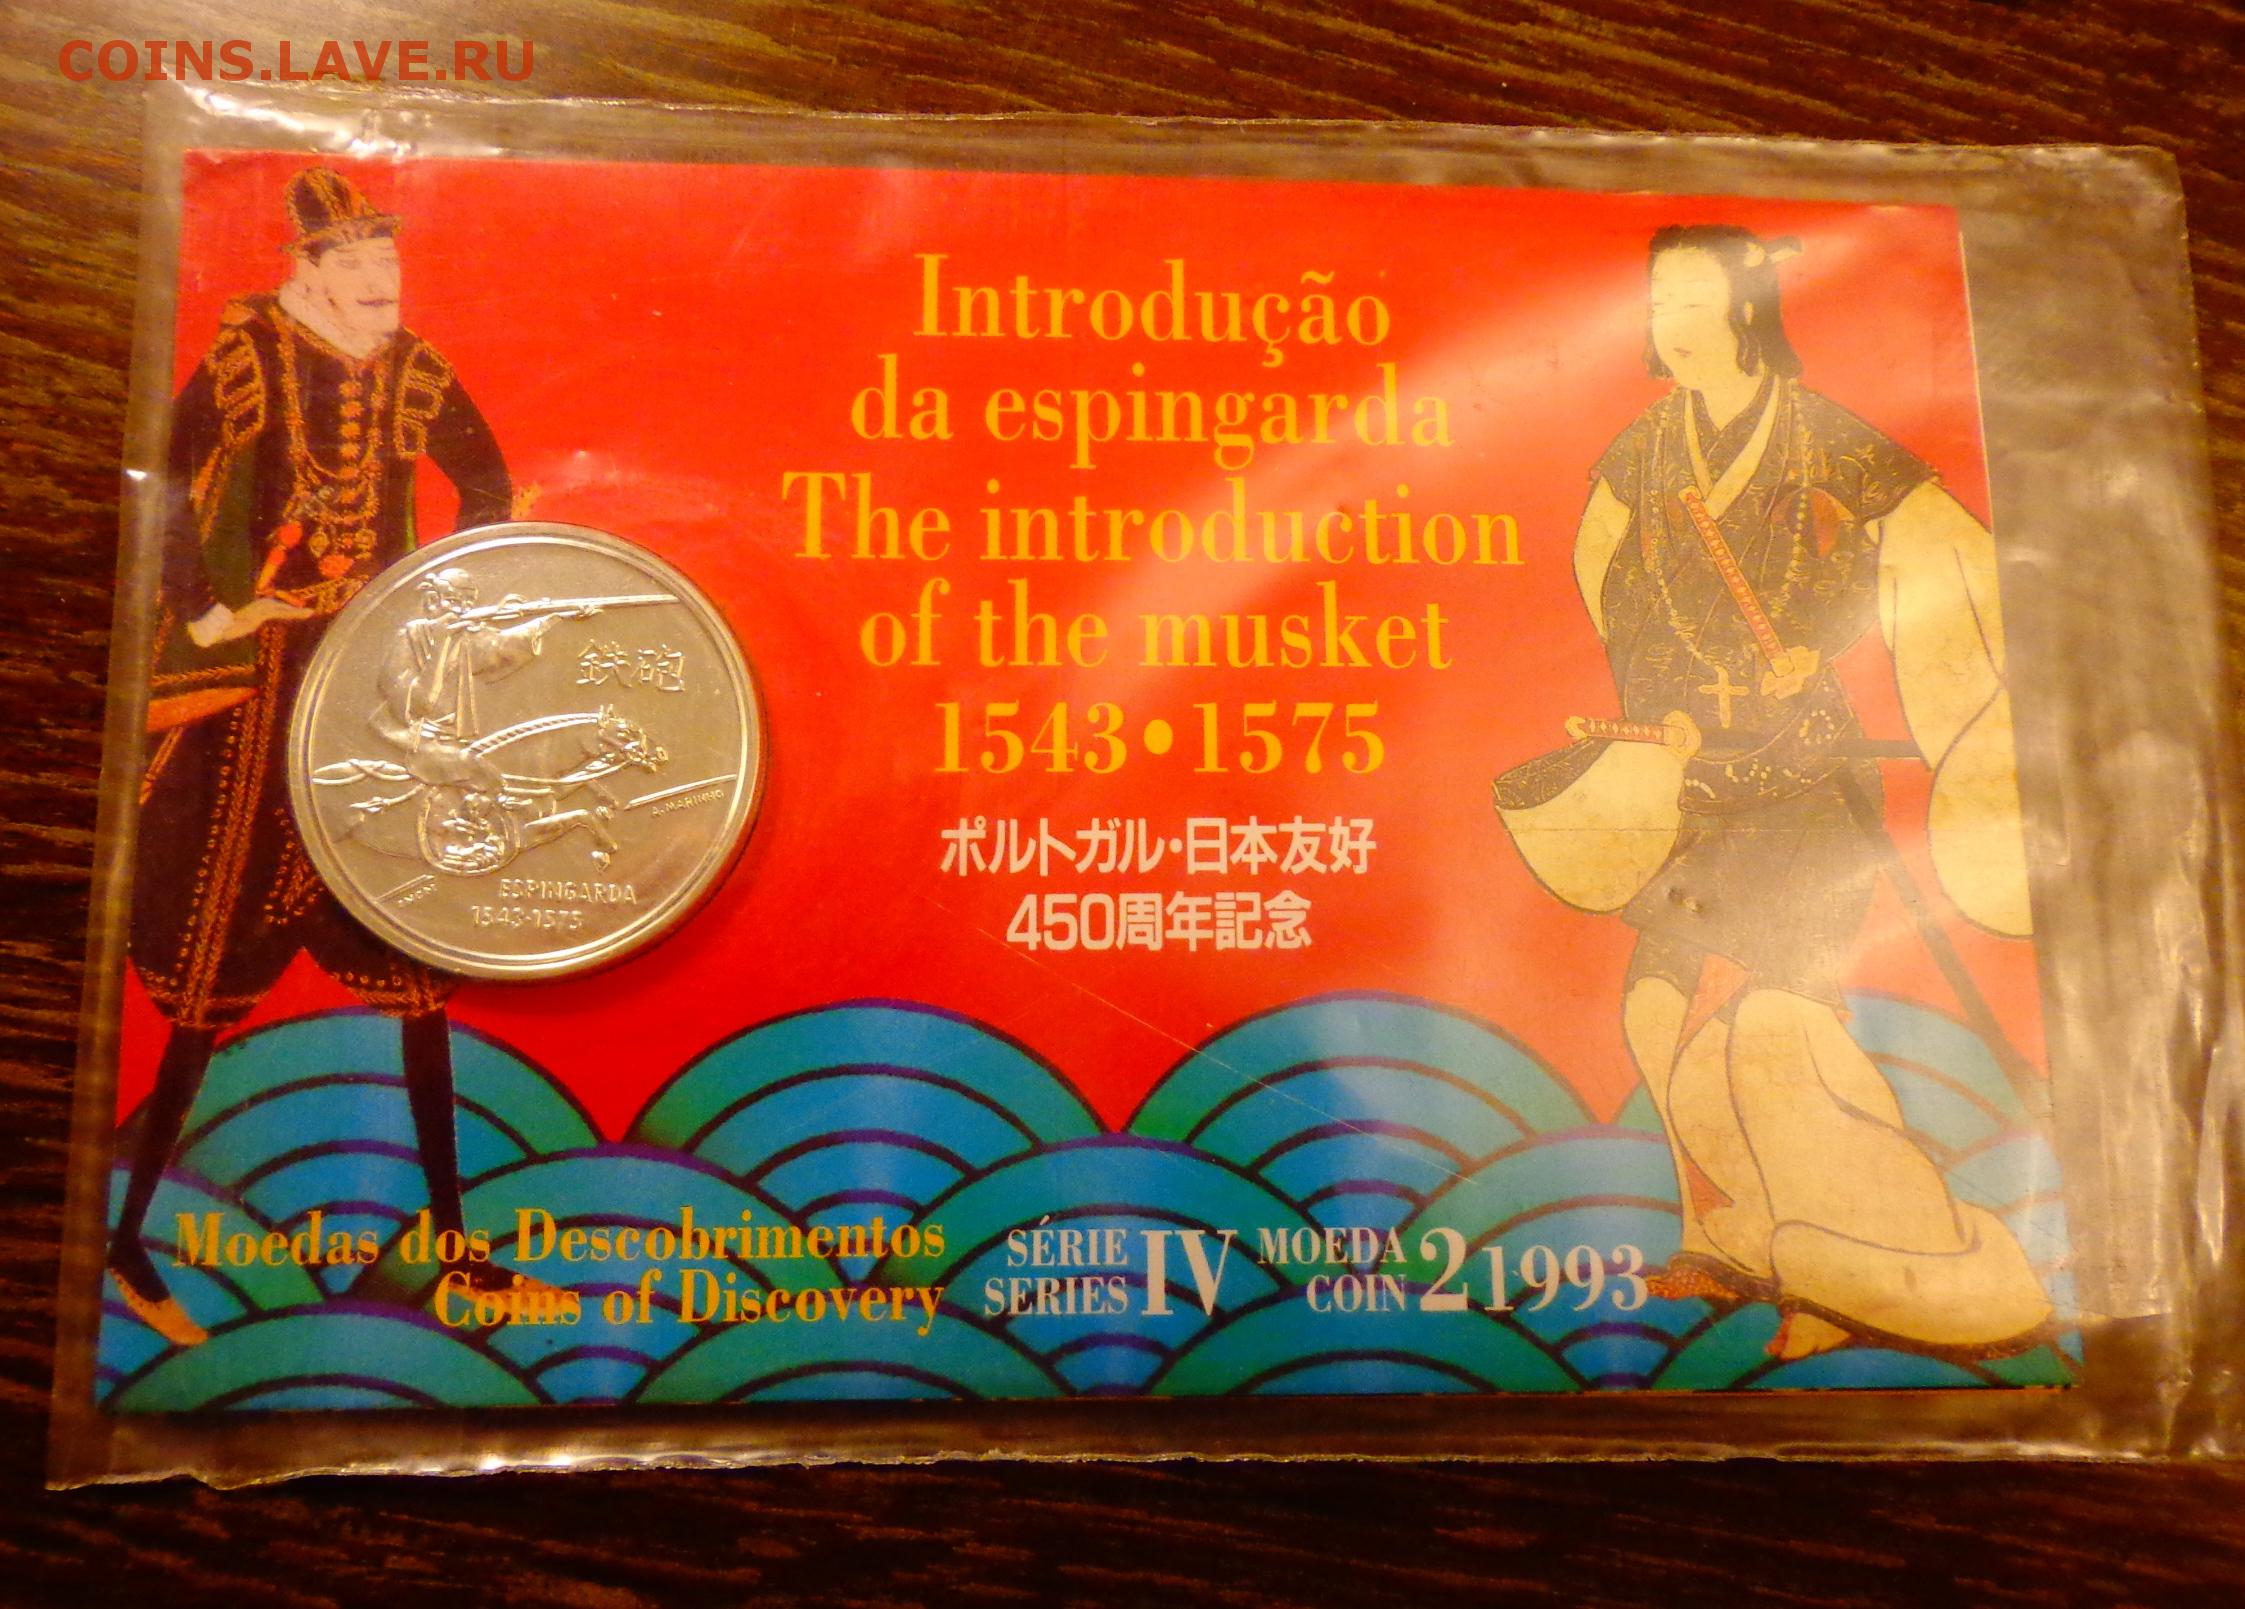 COINS.LAVE.RU
Introdução
da espingarda
The introduction
of the musket
1543•1575
ポルトガル・日本友好
450周年記念
鉄砲
A.MARINHO
ESPINGARDA
1543-1575
Moedas dos Descobrimentos
Coins of Discovery
SÉRIE
SERIES
IV
MOEDA
COIN
2
1993